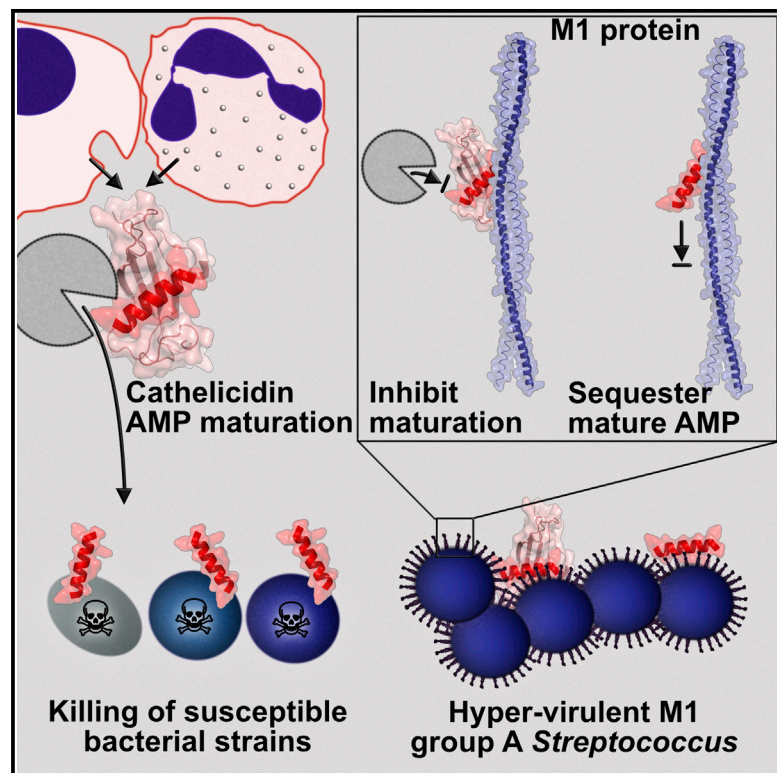 M1 protein
Cathelicidin
AMP maturation
Inhibit
maturation
Sequester
mature AMP
Killing of susceptible
bacterial strains
Hyper-virulent M1
group A Streptococcus